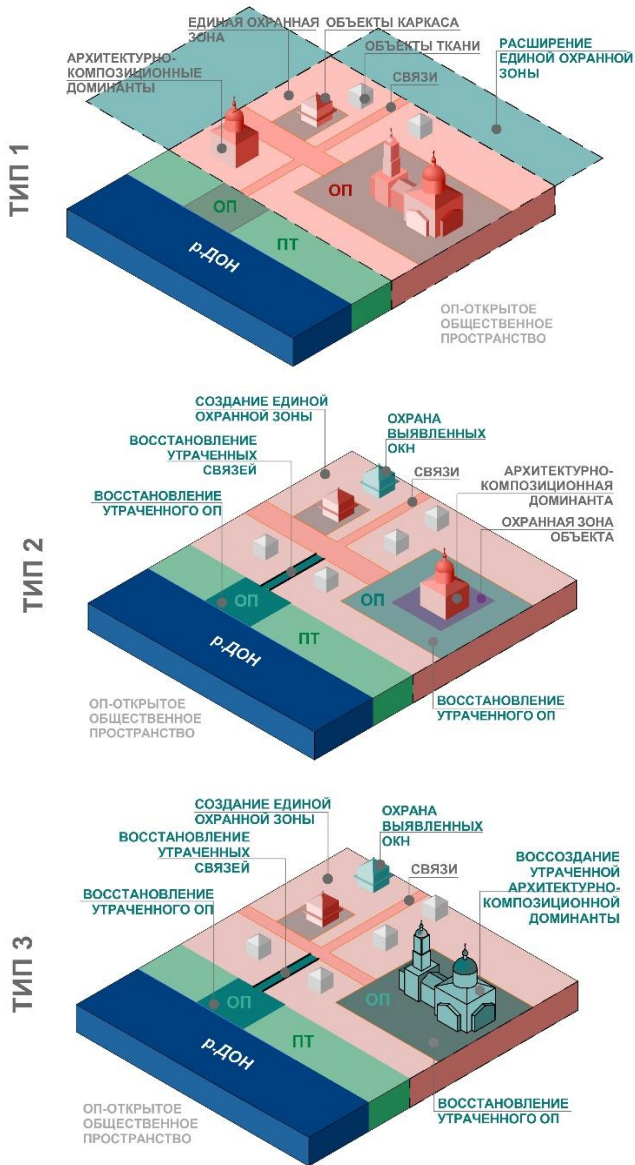 ТИП 1
ЕДИНАЯ ОХРАННАЯ
ЗОНА
ОБЪЕКТЫ КАРКАСА
ОБЪЕКТЫ ТКАНИ
АРХИТЕКТУРНО-
КОМПОЗИЦИОННЫЕ
ДОМИНАНТЫ
СВЯЗИ
РАСШИРЕНИЕ
ЕДИНОЙ ОХРАННОЙ
ЗОНЫ
ОП
ОП
ПТ
р.ДОН
ОП-ОТКРЫТОЕ
ОБЩЕСТВЕННОЕ
ПРОСТРАНСТВО
ТИП 2
СОЗДАНИЕ ЕДИНОЙ
ОХРАННОЙ ЗОНЫ
ОХРАНА
ВЫЯВЛЕННЫХ
ОКН
ВОССТАНОВЛЕНИЕ
УТРАЧЕННЫХ
СВЯЗЕЙ
СВЯЗИ
АРХИТЕКТУРНО-
КОМПОЗИЦИОННАЯ
ДОМИНАНТА
ВОССТАНОВЛЕНИЕ
УТРАЧЕННОГО ОП
ОХРАННАЯ ЗОНА
ОБЪЕКТА
ОП
ОП
ПТ
р.ДОН
ОП-ОТКРЫТОЕ
ОБЩЕСТВЕННОЕ
ПРОСТРАНСТВО
ВОССТАНОВЛЕНИЕ
УТРАЧЕННОГО ОП
ТИП 3
СОЗДАНИЕ ЕДИНОЙ
ОХРАННОЙ ЗОНЫ
ОХРАНА
ВЫЯВЛЕННЫХ
ОКН
ВОССТАНОВЛЕНИЕ
УТРАЧЕННЫХ
СВЯЗЕЙ
СВЯЗИ
ВОССОЗДАНИЕ
УТРАЧЕННОЙ
АРХИТЕКТУРНО-
КОМПОЗИЦИОННОЙ
ДОМИНАНТЫ
ВОССТАНОВЛЕНИЕ
УТРАЧЕННОГО ОП
ОП
ОП
ПТ
р.ДОН
ОП-ОТКРЫТОЕ
ОБЩЕСТВЕННОЕ
ПРОСТРАНСТВО
ВОССТАНОВЛЕНИЕ
УТРАЧЕННОГО ОП